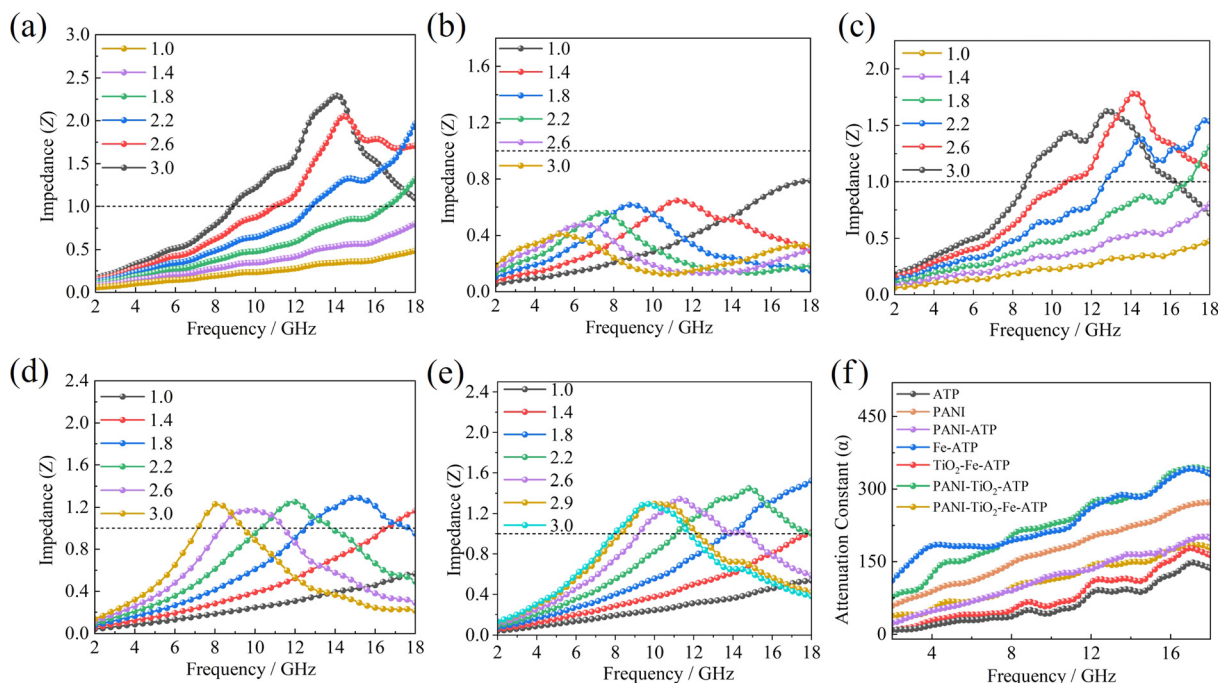 (a)
3.0
2.5
2.0
1.5
1.0
0.5
0.0
Impedance (Z)
1.0
1.4
1.8
2.2
2.6
3.0
2 4 6 8 10 12 14 16 18
Frequency / GHz
(b)
1.6
1.2
0.8
0.4
0.0
Impedance (Z)
1.0
1.4
1.8
2.2
2.6
3.0
2 4 6 8 10 12 14 16 18
Frequency / GHz
(c)
2.0
1.5
1.0
0.5
0.0
Impedance (Z)
1.0
1.4
1.8
2.2
2.6
3.0
2 4 6 8 10 12 14 16 18
Frequency / GHz
(d)
2.4
2.0
1.6
1.2
0.8
0.4
0.0
Impedance (Z)
1.0
1.4
1.8
2.2
2.6
3.0
2 4 6 8 10 12 14 16 18
Frequency / GHz
(e)
2.4
2.0
1.6
1.2
0.8
0.4
0.0
Impedance (Z)
1.0
1.4
1.8
2.2
2.6
2.9
3.0
2 4 6 8 10 12 14 16 18
Frequency / GHz
(f)
450
300
150
0
Attenuation Constant (α)
ATP
PANI
PANI-ATP
Fe-ATP
TiO₂-Fe-ATP
PANI-TiO₂-ATP
PANI-TiO₂-Fe-ATP
4 8 12 16
Frequency / GHz